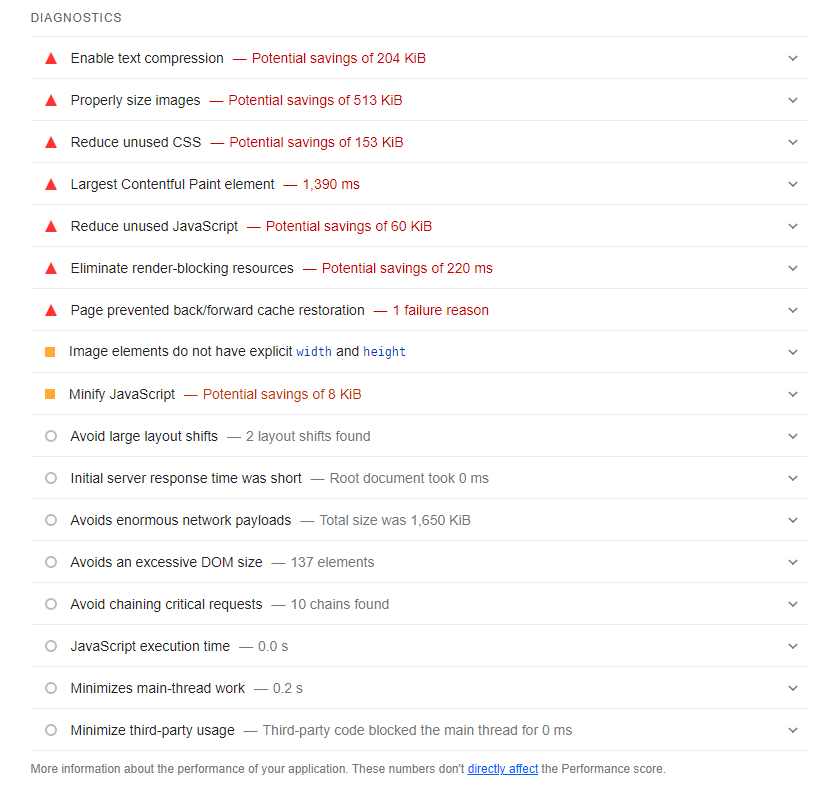 DIAGNOSTICS
Enable text compression — Potential savings of 204 KiB
Properly size images — Potential savings of 513 KiB
Reduce unused CSS — Potential savings of 153 KiB
Largest Contentful Paint element — 1,390 ms
Reduce unused JavaScript — Potential savings of 60 KiB
Eliminate render-blocking resources — Potential savings of 220 ms
Page prevented back/forward cache restoration — 1 failure reason
Image elements do not have explicit width and height
Minify JavaScript — Potential savings of 8 KiB
Avoid large layout shifts — 2 layout shifts found
Initial server response time was short — Root document took 0 ms
Avoids enormous network payloads — Total size was 1,650 KiB
Avoids an excessive DOM size — 137 elements
Avoid chaining critical requests — 10 chains found
JavaScript execution time — 0.0 s
Minimizes main-thread work — 0.2 s
Minimize third-party usage — Third-party code blocked the main thread for 0 ms
More information about the performance of your application. These numbers don't directly affect the Performance score.